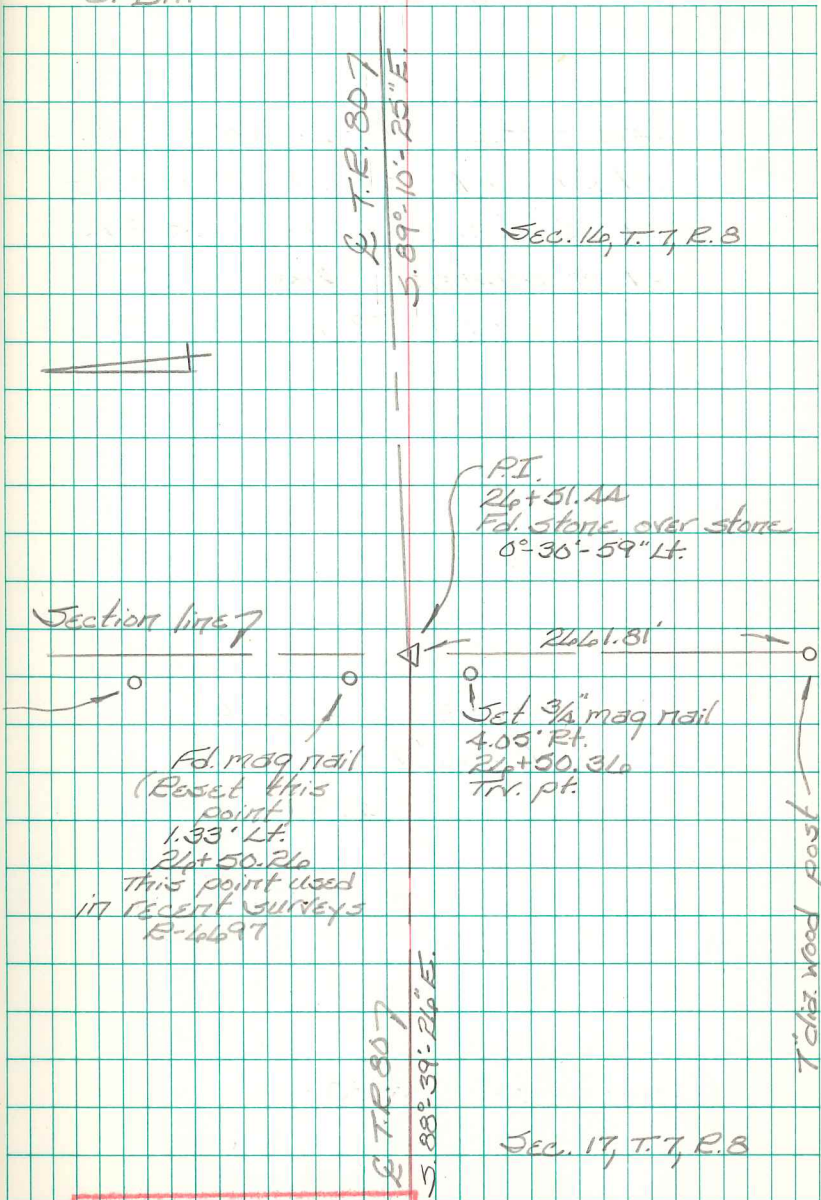 ℄ T.R. 807
S. 89°-10'-25" E.
Sec. 16, T. 7, R. 8
P.I.
26+51.44
Fd. stone over stone
0°-30'-59" Lt.
Section line
2661.81'
Set 3/4" mag nail
4.05' Rt.
26+50.36
Trv. pt.
Fd. mag nail
(Reset this
point
1.33' Lt.
26+50.26
This point used
in recent surveys
R-6697
7" dia. wood post
℄ T.R. 807
S. 88°-39'-26" E.
Sec. 17, T. 7, R. 8